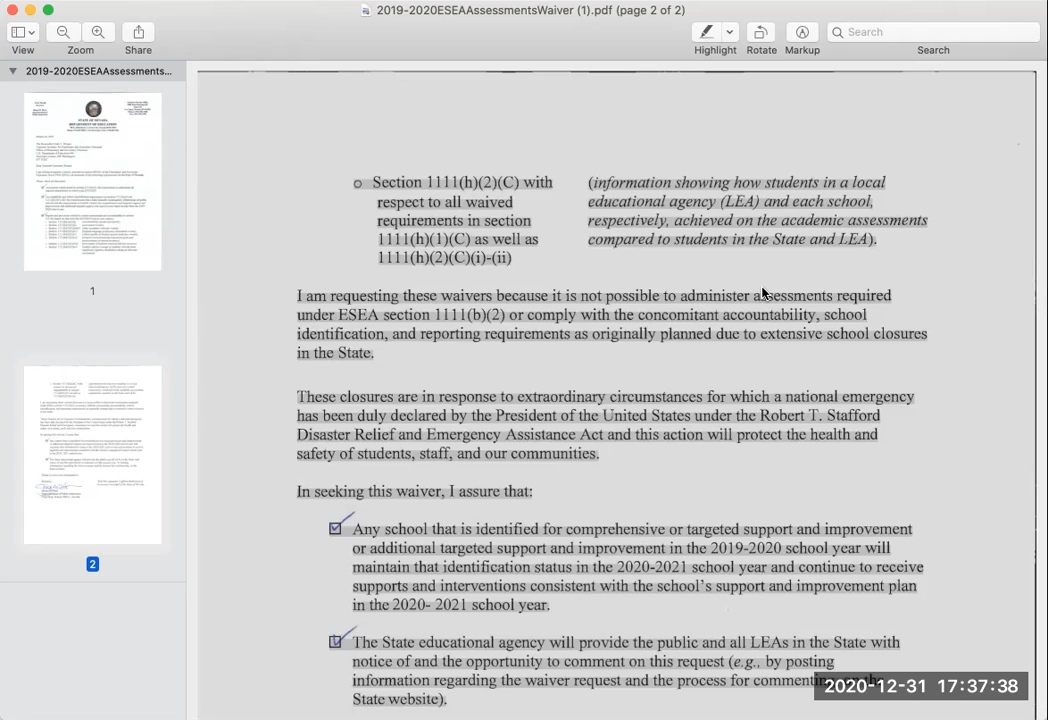 2019-2020ESEAAssessmentsWaiver (1).pdf (page 2 of 2)
View
Zoom
Share
Highlight
Rotate
Markup
Search
Search
2019-2020ESEAAssessments...
STATE OF NEVADA
DEPARTMENT OF EDUCATION
1
2
Section 1111(h)(2)(C) with
respect to all waived
requirements in section
1111(h)(1)(C) as well as
1111(h)(2)(C)(i)-(ii)
(information showing how students in a local
educational agency (LEA) and each school,
respectively, achieved on the academic assessments
compared to students in the State and LEA).
I am requesting these waivers because it is not possible to administer assessments required
under ESEA section 1111(b)(2) or comply with the concomitant accountability, school
identification, and reporting requirements as originally planned due to extensive school closures
in the State.
These closures are in response to extraordinary circumstances for which a national emergency
has been duly declared by the President of the United States under the Robert T. Stafford
Disaster Relief and Emergency Assistance Act and this action will protect the health and
safety of students, staff, and our communities.
In seeking this waiver, I assure that:
Any school that is identified for comprehensive or targeted support and improvement
or additional targeted support and improvement in the 2019-2020 school year will
maintain that identification status in the 2020-2021 school year and continue to receive
supports and interventions consistent with the school's support and improvement plan
in the 2020- 2021 school year.
The State educational agency will provide the public and all LEAs in the State with
notice of and the opportunity to comment on this request (e.g., by posting
information regarding the waiver request and the process for commenting on the
State website).
2020-12-31 17:37:38